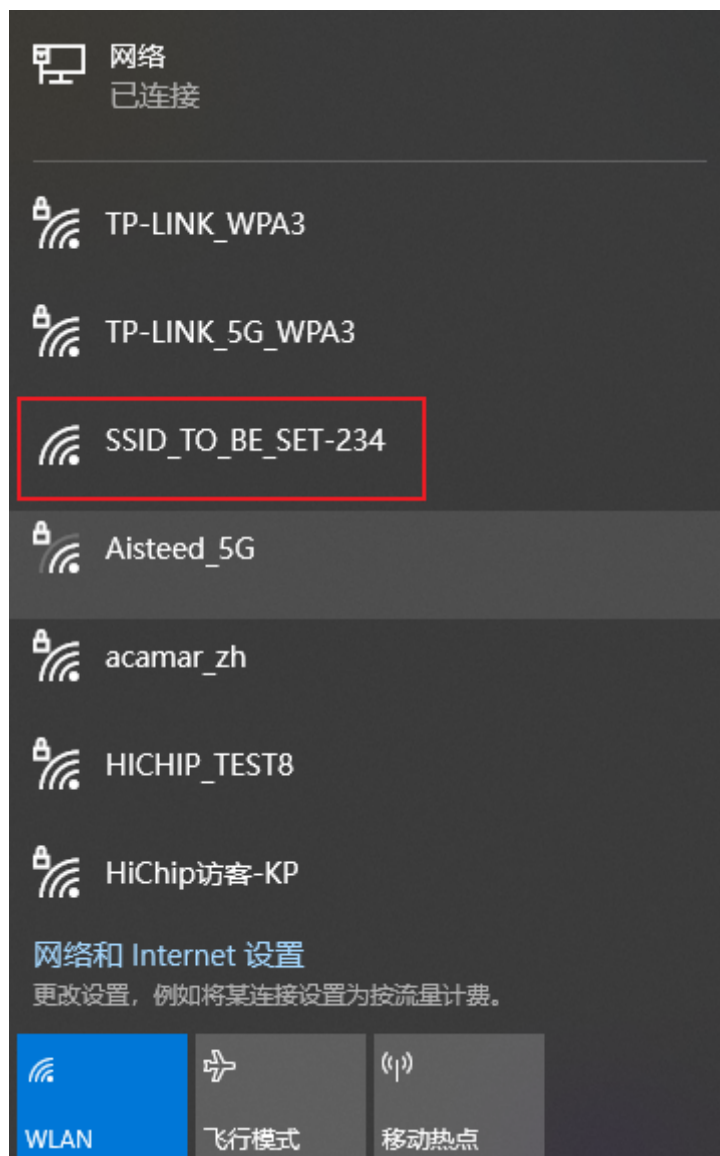 网络
已连接
TP-LINK_WPA3
TP-LINK_5G_WPA3
SSID_TO_BE_SET-234
Aisteed_5G
acamar_zh
HICHIP_TEST8
HiChip访客-KP
网络和 Internet 设置
更改设置，例如将某连接设置为按流量计费。
WLAN 飞行模式 移动热点